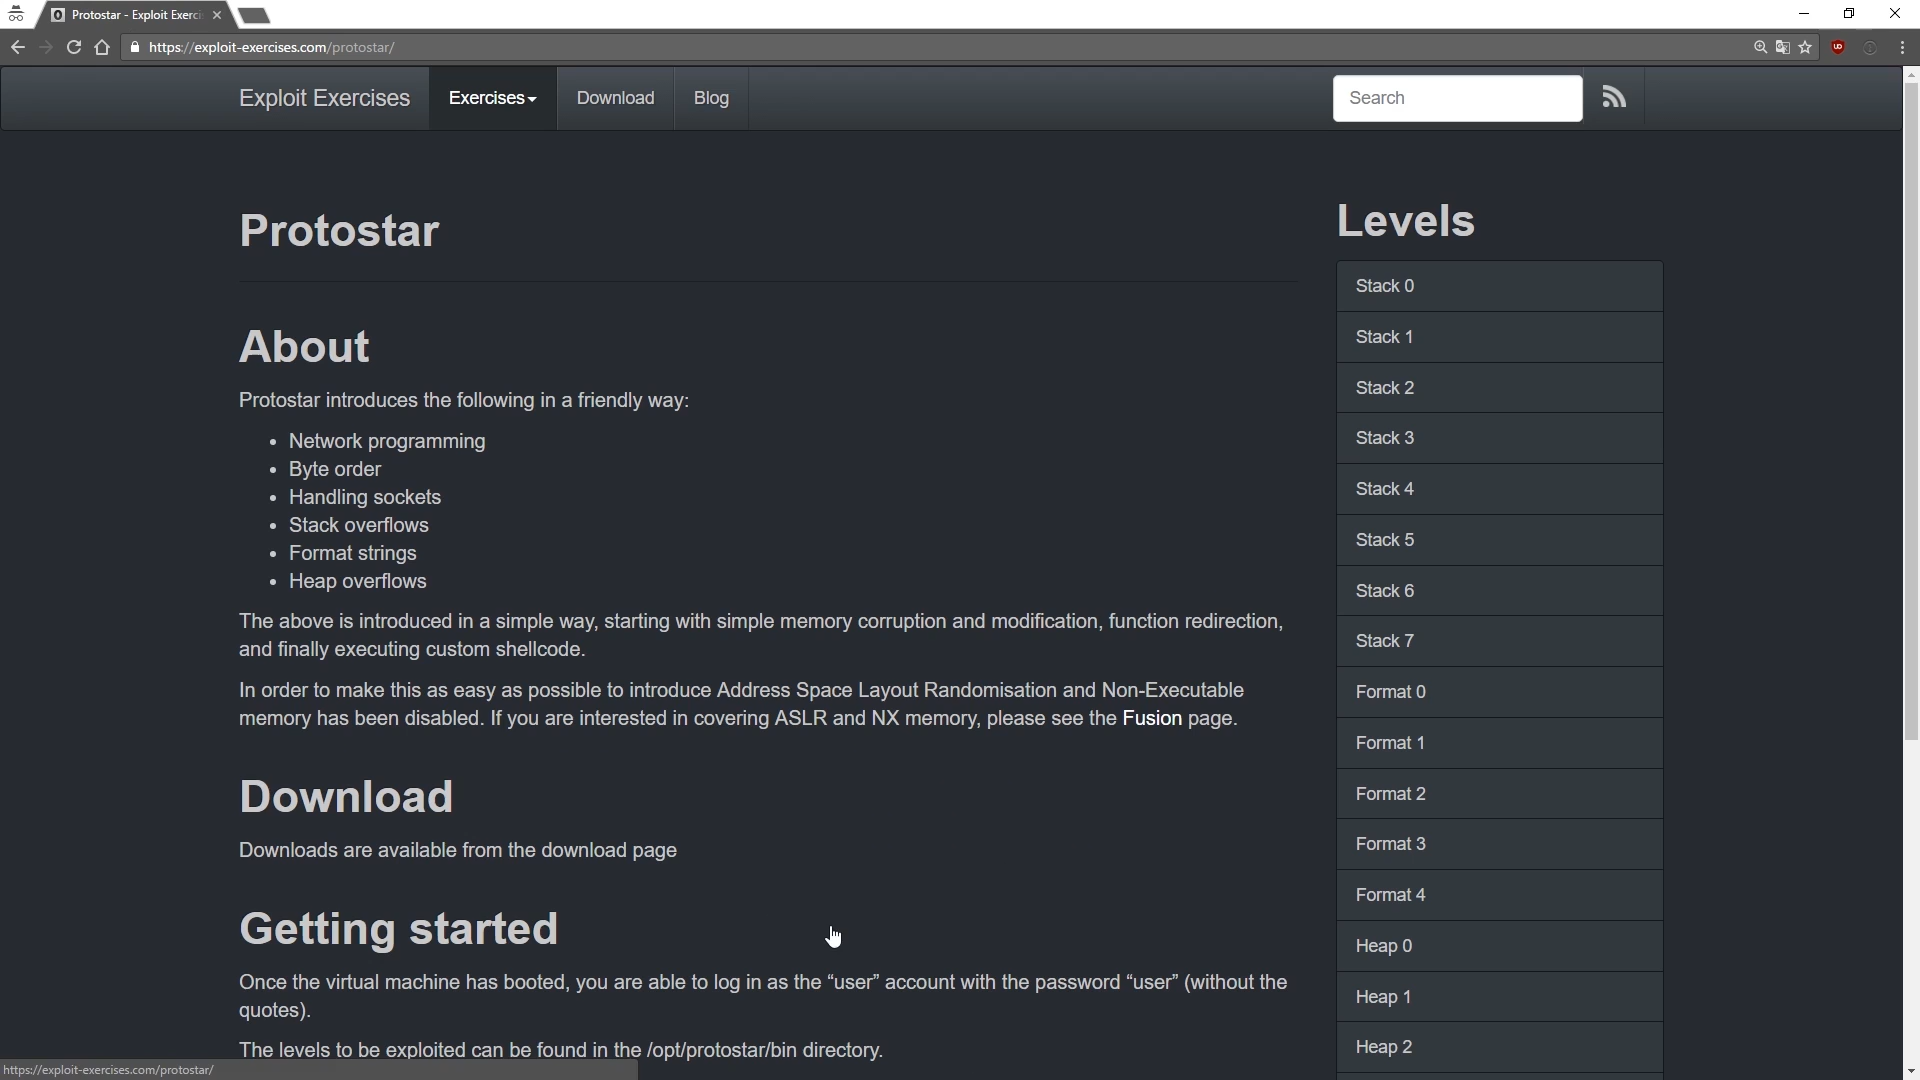 Protostar - Exploit Exerci
https://exploit-exercises.com/protostar/
Exploit Exercises
Exercises
Download
Blog
Search
Protostar
About
Protostar introduces the following in a friendly way:
• Network programming
• Byte order
• Handling sockets
• Stack overflows
• Format strings
• Heap overflows
The above is introduced in a simple way, starting with simple memory corruption and modification, function redirection,
and finally executing custom shellcode.
In order to make this as easy as possible to introduce Address Space Layout Randomisation and Non-Executable
memory has been disabled. If you are interested in covering ASLR and NX memory, please see the Fusion page.
Download
Downloads are available from the download page
Getting started
Once the virtual machine has booted, you are able to log in as the “user” account with the password “user” (without the
quotes).
The levels to be exploited can be found in the /opt/protostar/bin directory.
Levels
Stack 0
Stack 1
Stack 2
Stack 3
Stack 4
Stack 5
Stack 6
Stack 7
Format 0
Format 1
Format 2
Format 3
Format 4
Heap 0
Heap 1
Heap 2
https://exploit-exercises.com/protostar/